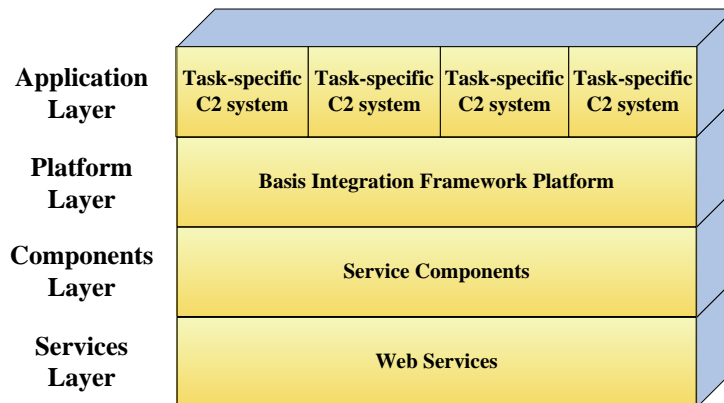 Application
Layer
Task-specific
C2 system
Task-specific
C2 system
Task-specific
C2 system
Task-specific
C2 system
Platform
Layer
Basis Integration Framework Platform
Components
Layer
Service Components
Services
Layer
Web Services